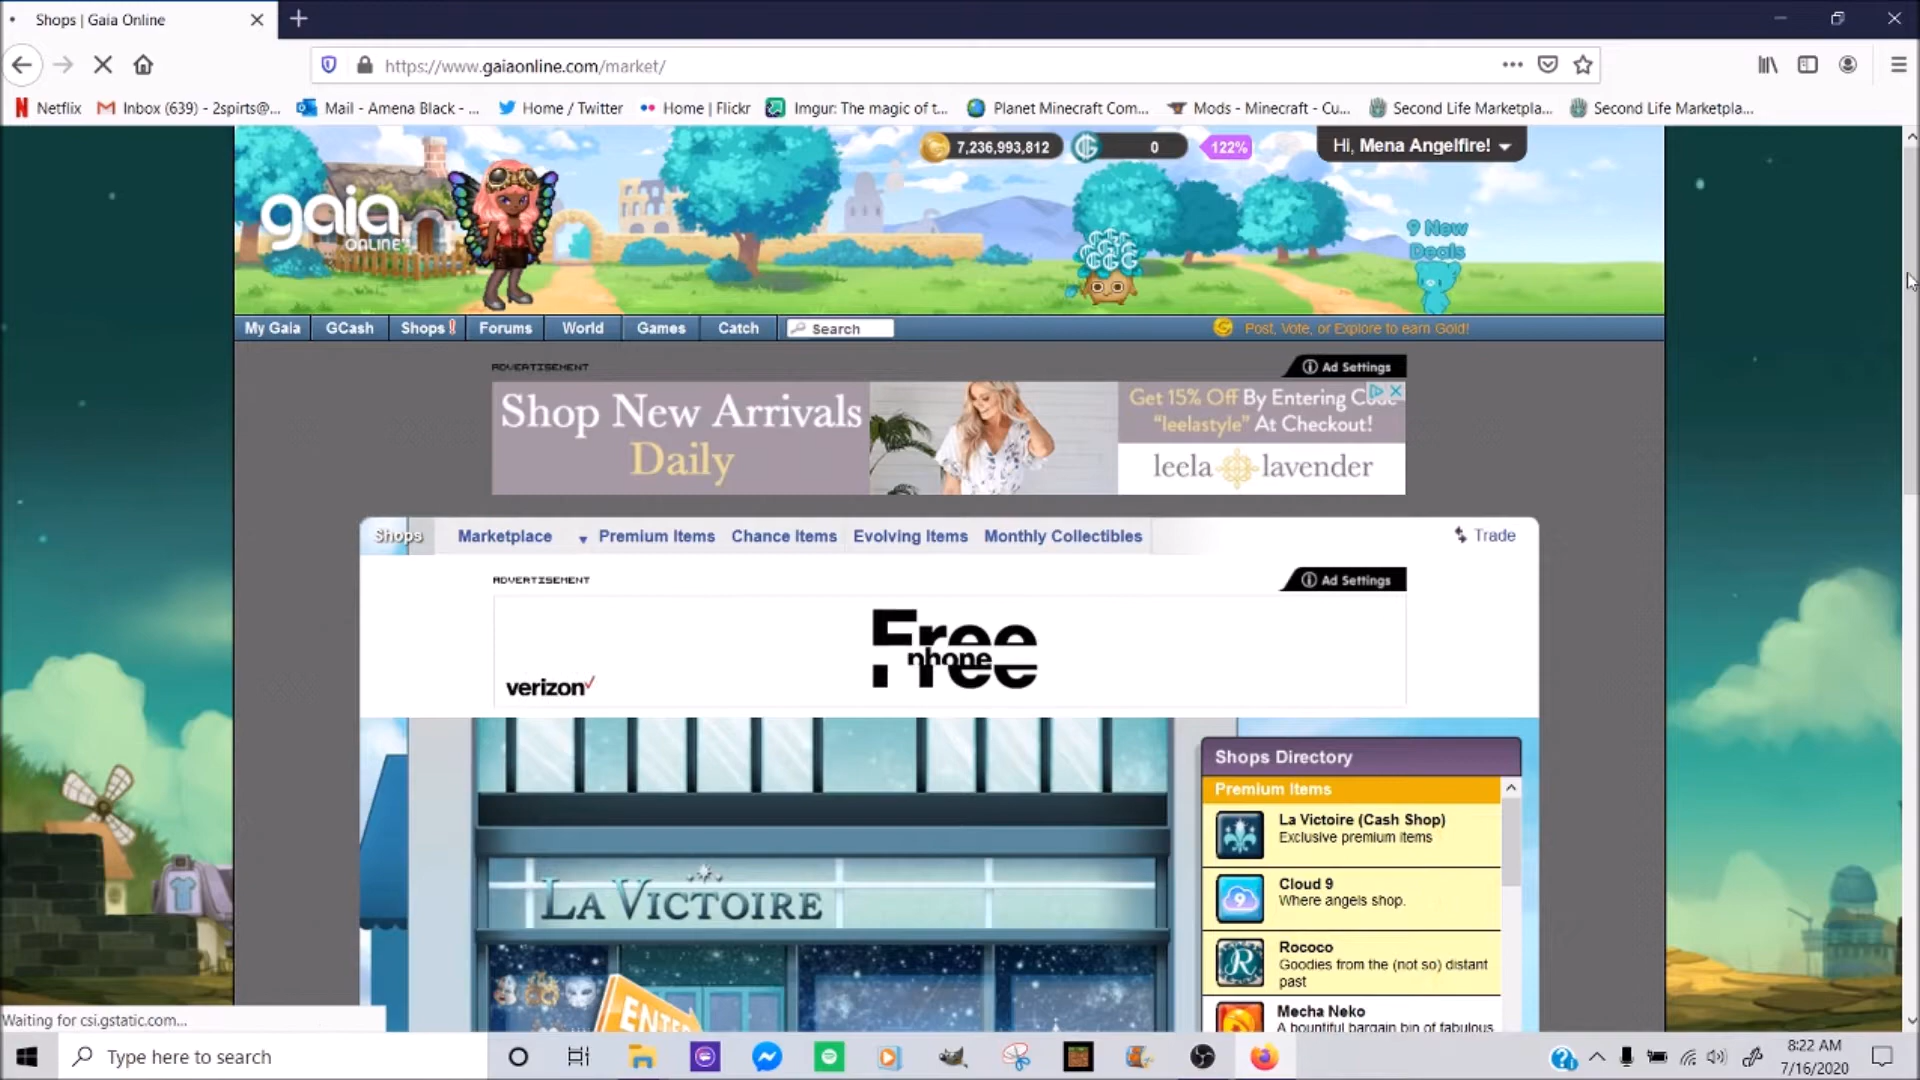 Shops | Gaia Online
https://www.gaiaonline.com/market/
Netflix
Inbox (639) - 2spirts@...
Mail - Amena Black - ...
Home / Twitter
Home | Flickr
Imgur: The magic of t...
Planet Minecraft Com...
Mods - Minecraft - Cu...
Second Life Marketpla...
Second Life Marketpla...
7,236,993,812
0
122%
Hi, Mena Angelfire!
gaia
ONLINE
9 New
Deals
My Gaia
GCash
Shops!
Forums
World
Games
Catch
Search
Post, Vote, or Explore to earn Gold!
ADVERTISEMENT
Ad Settings
Shop New Arrivals
Daily
Get 15% Off By Entering Code
"leelastyle" At Checkout!
leela lavender
Shops
Marketplace
Premium Items
Chance Items
Evolving Items
Monthly Collectibles
Trade
ADVERTISEMENT
Ad Settings
Free
phone
verizon
LA VICTOIRE
ENTER
Shops Directory
Premium Items
La Victoire (Cash Shop)
Exclusive premium items
Cloud 9
Where angels shop.
9
Rococo
Goodies from the (not so) distant
past
R
Mecha Neko
A bountiful bargain bin of fabulous
Waiting for csi.gstatic.com...
Type here to search
8:22 AM
7/16/2020